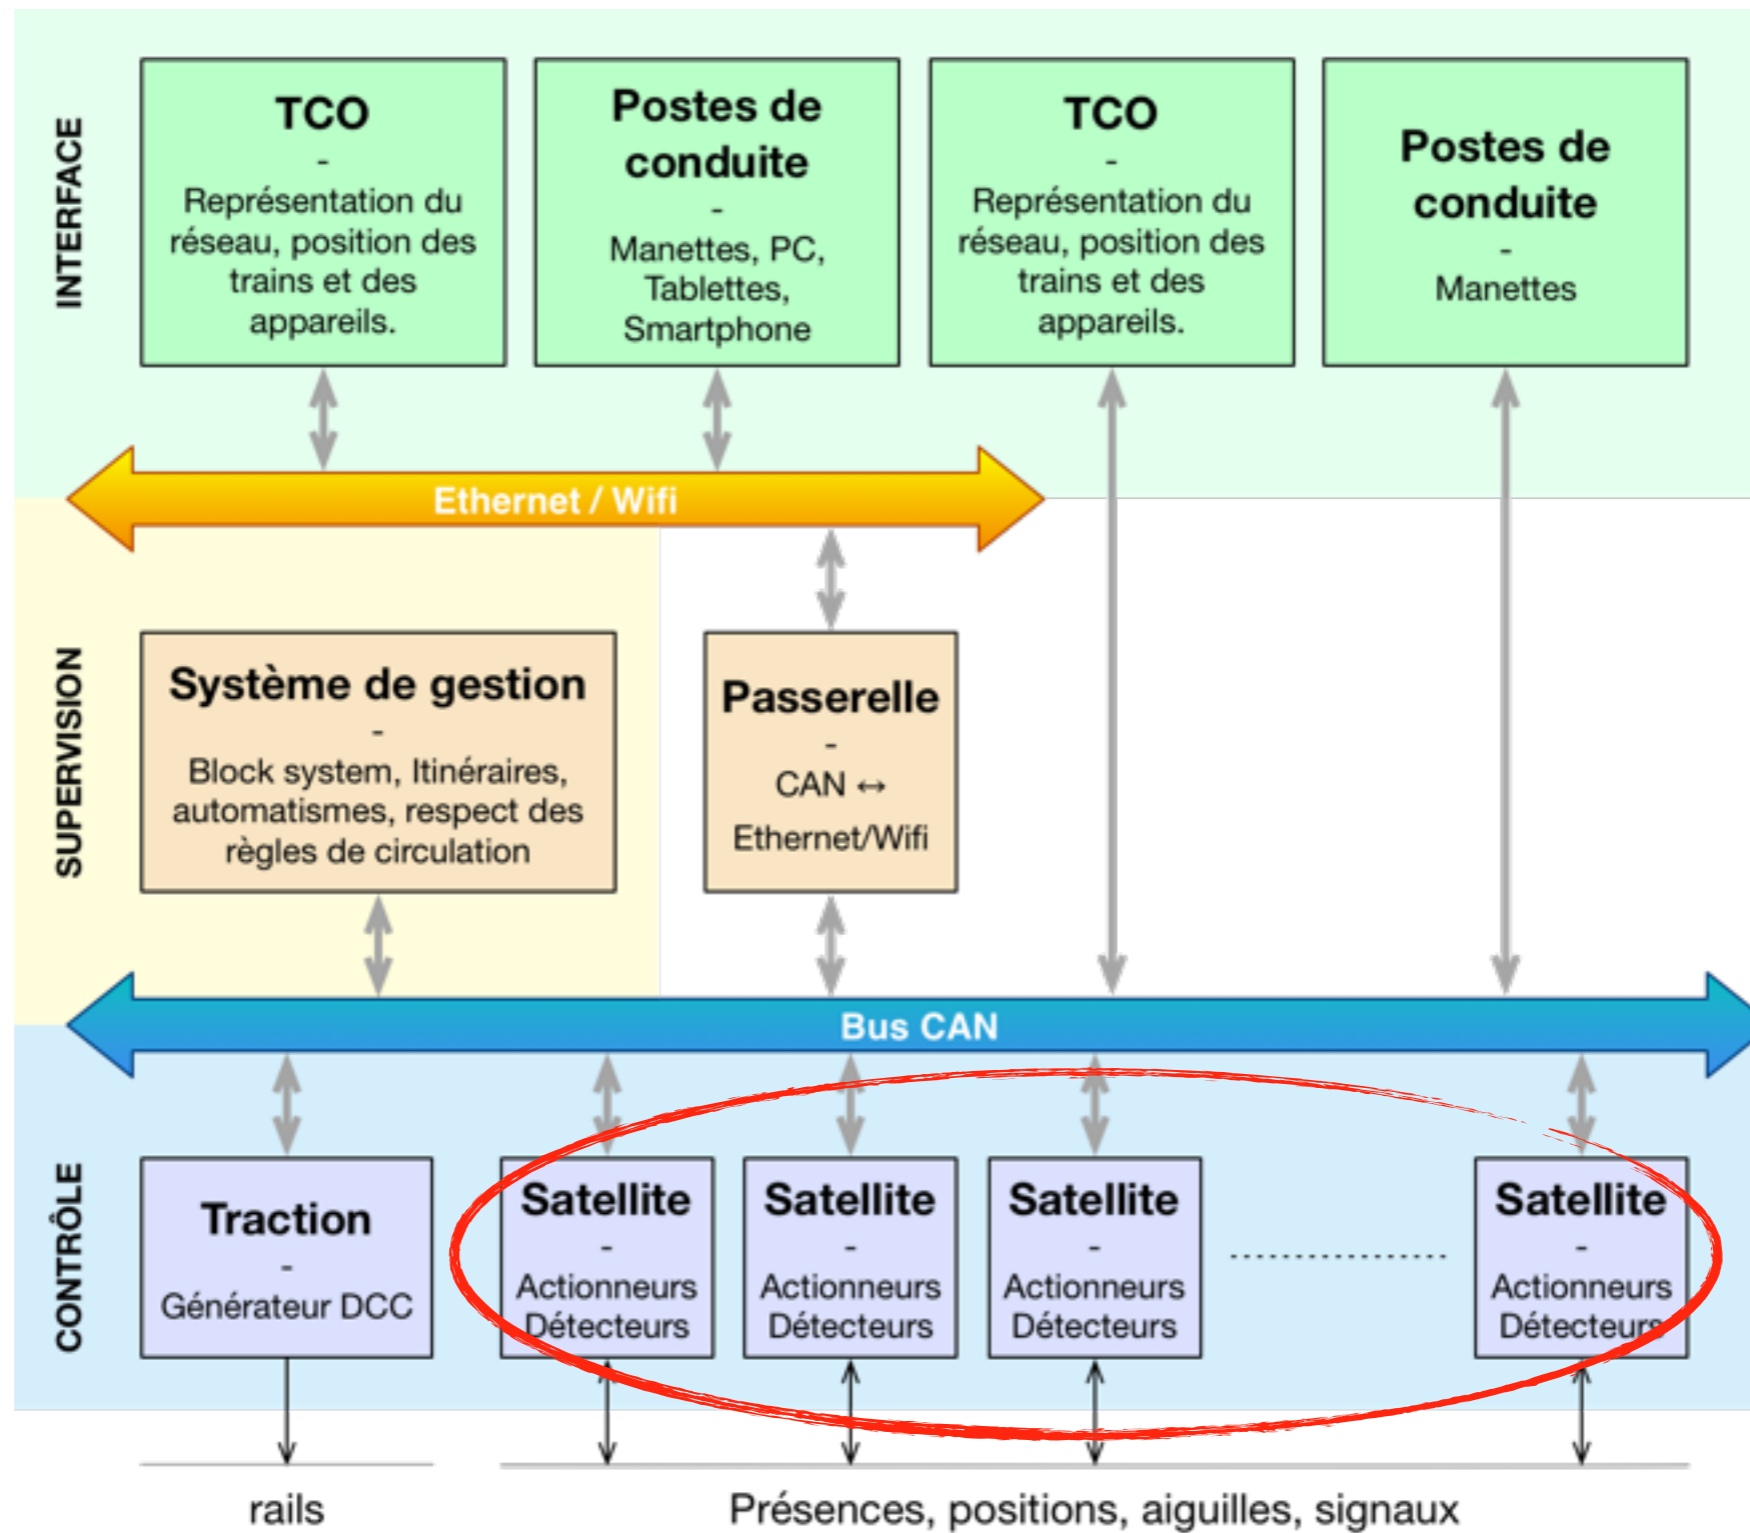 INTERFACE
TCO
-
Représentation du
réseau, position des
trains et des
appareils.
Postes de
conduite
-
Manettes, PC,
Tablettes,
Smartphone
TCO
-
Représentation du
réseau, position des
trains et des
appareils.
Postes de
conduite
-
Manettes
Ethernet / Wifi
SUPERVISION
Système de gestion
-
Block system, Itinéraires,
automatismes, respect des
règles de circulation
Passerelle
-
CAN ↔
Ethernet/Wifi
Bus CAN
CONTRÔLE
Traction
-
Générateur DCC
Satellite
-
Actionneurs
Détecteurs
Satellite
-
Actionneurs
Détecteurs
Satellite
-
Actionneurs
Détecteurs
Satellite
-
Actionneurs
Détecteurs
rails
Présences, positions, aiguilles, signaux